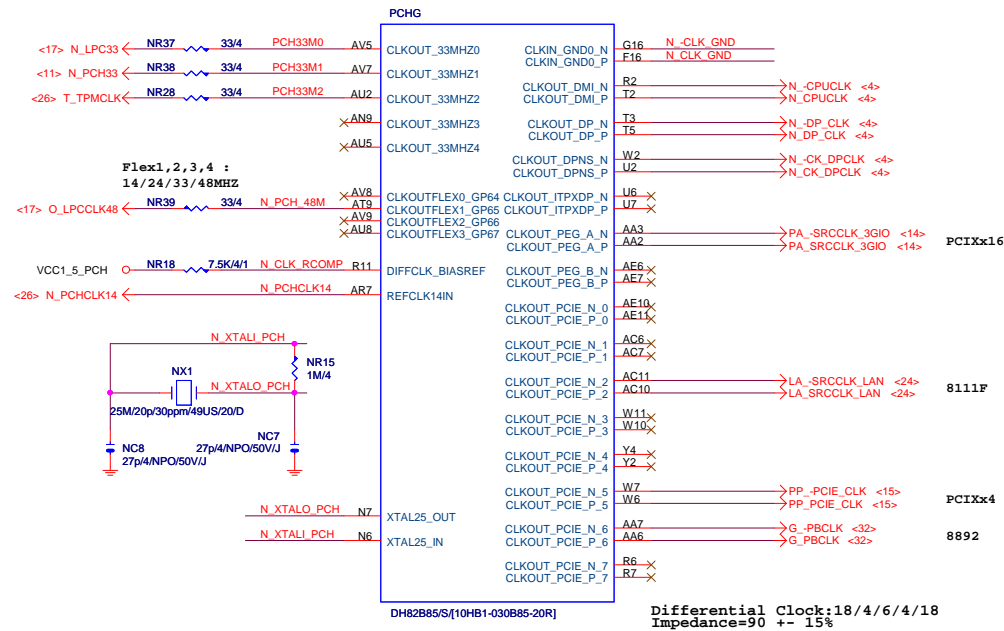 PCHG
<17> N_LPC33 NR37 33/4 PCH33M0 AV5 CLKOUT_33MHZ0
<11> N_PCH33 NR38 33/4 PCH33M1 AV7 CLKOUT_33MHZ1
<26> T_TPMCLK NR28 33/4 PCH33M2 AU2 CLKOUT_33MHZ2
AN9 CLKOUT_33MHZ3
AU5 CLKOUT_33MHZ4
Flex1,2,3,4 :
14/24/33/48MHZ
AV8 CLKOUTFLEX0_GP64
<17> O_LPCCLK48 NR39 33/4 N_PCH_48M AT9 CLKOUTFLEX1_GP65
AV9 CLKOUTFLEX2_GP66
AU8 CLKOUTFLEX3_GP67
VCC1_5_PCH NR18 7.5K/4/1 N_CLK_RCOMP R11 DIFFCLK_BIASREF
<26> N_PCHCLK14 N_PCHCLK14 AR7 REFCLK14IN
N_XTALI_PCH
NR15
1M/4
NX1
N_XTALO_PCH
25M/20p/30ppm/49US/20/D
NC8
27p/4/NPO/50V/J
NC7
27p/4/NPO/50V/J
N_XTALO_PCH N7 XTAL25_OUT
N_XTALI_PCH N6 XTAL25_IN
CLKIN_GND0_N G16 N_-CLK_GND
CLKIN_GND0_P F16 N_CLK_GND
CLKOUT_DMI_N R2 N_-CPUCLK <4>
CLKOUT_DMI_P T2 N_CPUCLK <4>
CLKOUT_DP_N T3 N_-DP_CLK <4>
CLKOUT_DP_P T5 N_DP_CLK <4>
CLKOUT_DPNS_N W2 N_-CK_DPCLK <4>
CLKOUT_DPNS_P U2 N_CK_DPCLK <4>
CLKOUT_ITPXDP_N U6
CLKOUT_ITPXDP_P U7
CLKOUT_PEG_A_N AA3 PA_-SRCCLK_3GIO <14>
CLKOUT_PEG_A_P AA2 PA_SRCCLK_3GIO <14>
PCIXx16
CLKOUT_PEG_B_N AE6
CLKOUT_PEG_B_P AE7
CLKOUT_PCIE_N_0 AE10
CLKOUT_PCIE_P_0 AE11
CLKOUT_PCIE_N_1 AC6
CLKOUT_PCIE_P_1 AC7
CLKOUT_PCIE_N_2 AC11 LA_-SRCCLK_LAN <24>
CLKOUT_PCIE_P_2 AC10 LA_SRCCLK_LAN <24>
8111F
CLKOUT_PCIE_N_3 W11
CLKOUT_PCIE_P_3 W10
CLKOUT_PCIE_N_4 Y4
CLKOUT_PCIE_P_4 Y2
CLKOUT_PCIE_N_5 W7 PP_-PCIE_CLK <15>
CLKOUT_PCIE_P_5 W6 PP_PCIE_CLK <15>
PCIXx4
CLKOUT_PCIE_N_6 AA7 G_-PBCLK <32>
CLKOUT_PCIE_P_6 AA6 G_PBCLK <32>
8892
CLKOUT_PCIE_N_7 R6
CLKOUT_PCIE_P_7 R7
DH82B85/S/[10HB1-030B85-20R]
Differential Clock:18/4/6/4/18
Impedance=90 +- 15%